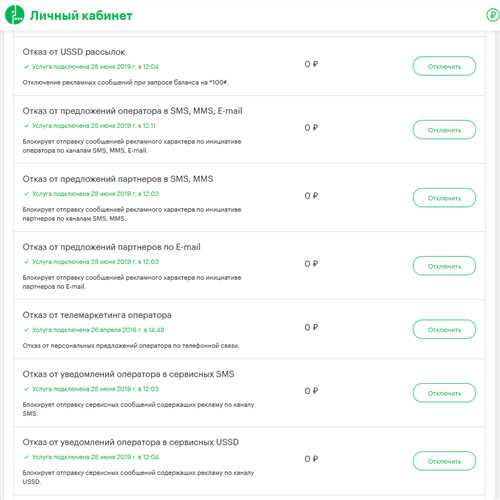 Личный кабинет
₽
Отказ от USSD рассылок
Услуга подключена 28 июня 2019 г. в 12:04
Отключение рекламных сообщений при запросе баланса на *100#.
0 ₽
Отключить
Отказ от предложений оператора в SMS, MMS, E-mail
Услуга подключена 28 июня 2019 г. в 12:11
Блокирует отправку сообщений рекламного характера по инициативе
оператора по каналам SMS, MMS, E-mail.
0 ₽
Отключить
Отказ от предложений партнеров в SMS, MMS
Услуга подключена 28 июня 2019 г. в 12:03
Блокирует отправку сообщений рекламного характера по инициативе
партнеров по каналам SMS, MMS.
0 ₽
Отключить
Отказ от предложений партнеров по E-mail
Услуга подключена 28 июня 2019 г. в 12:03
Блокирует отправку сообщений рекламного характера по инициативе
партнеров по E-mail.
0 ₽
Отключить
Отказ от телемаркетинга оператора
Услуга подключена 26 апреля 2016 г. в 14:48
Отказ от персональных предложений оператора по телефонной связи.
0 ₽
Отключить
Отказ от уведомлений оператора в сервисных SMS
Услуга подключена 28 июня 2019 г. в 12:03
Блокирует отправку сервисных сообщений содержащих рекламу по каналу
SMS.
0 ₽
Отключить
Отказ от уведомлений оператора в сервисных USSD
Услуга подключена 28 июня 2019 г. в 12:04
Блокирует отправку сервисных сообщений содержащих рекламу по каналу
USSD.
0 ₽
Отключить